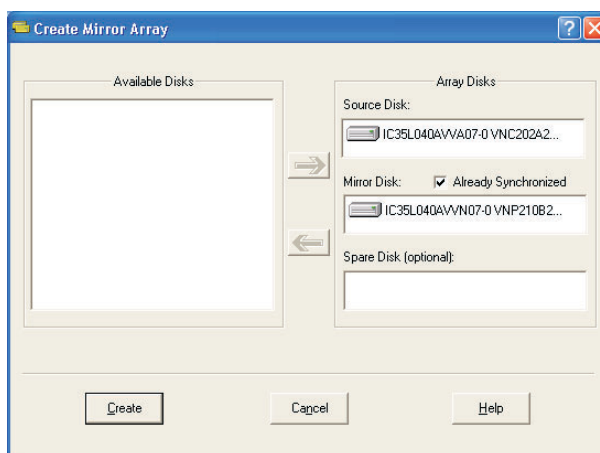 Create Mirror Array
Available Disks
Array Disks
Source Disk:
IC35L040AVVA07-0 VNC202A2...
Mirror Disk:
Already Synchronized
IC35L040AVVN07-0 VNP210B2...
Spare Disk (optional):
Create
Cancel
Help